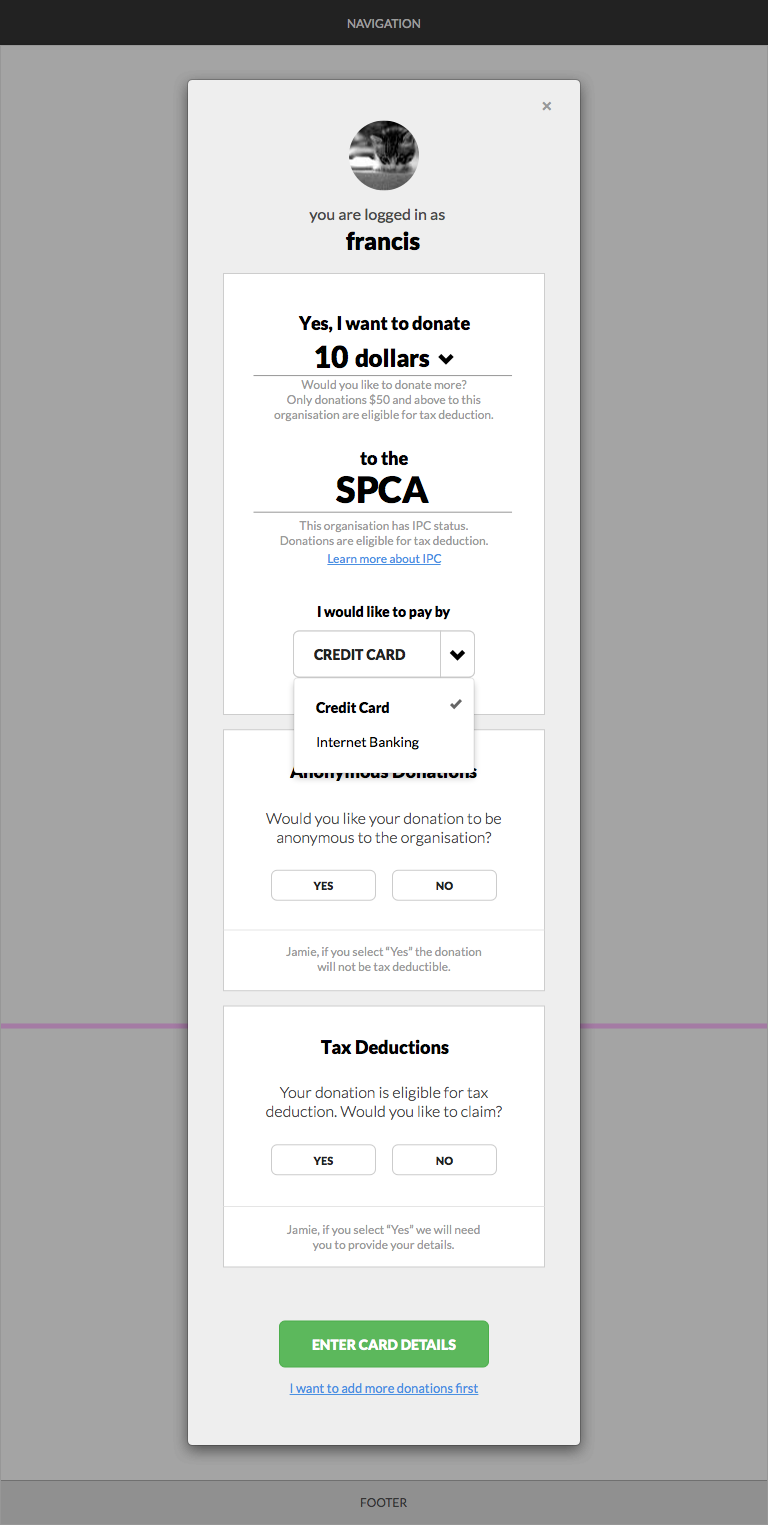 NAVIGATION
×
you are logged in as
francis
Yes, I want to donate
10 dollars
Would you like to donate more?
Only donations $50 and above to this
organisation are eligible for tax deduction.
to the
SPCA
This organisation has IPC status.
Donations are eligible for tax deduction.
Learn more about IPC
I would like to pay by
CREDIT CARD
Credit Card
Internet Banking
Anonymous Donations
Would you like your donation to be
anonymous to the organisation?
YES NO
Jamie, if you select “Yes” the donation
will not be tax deductible.
Tax Deductions
Your donation is eligible for tax
deduction. Would you like to claim?
YES NO
Jamie, if you select “Yes” we will need
you to provide your details.
ENTER CARD DETAILS
I want to add more donations first
FOOTER